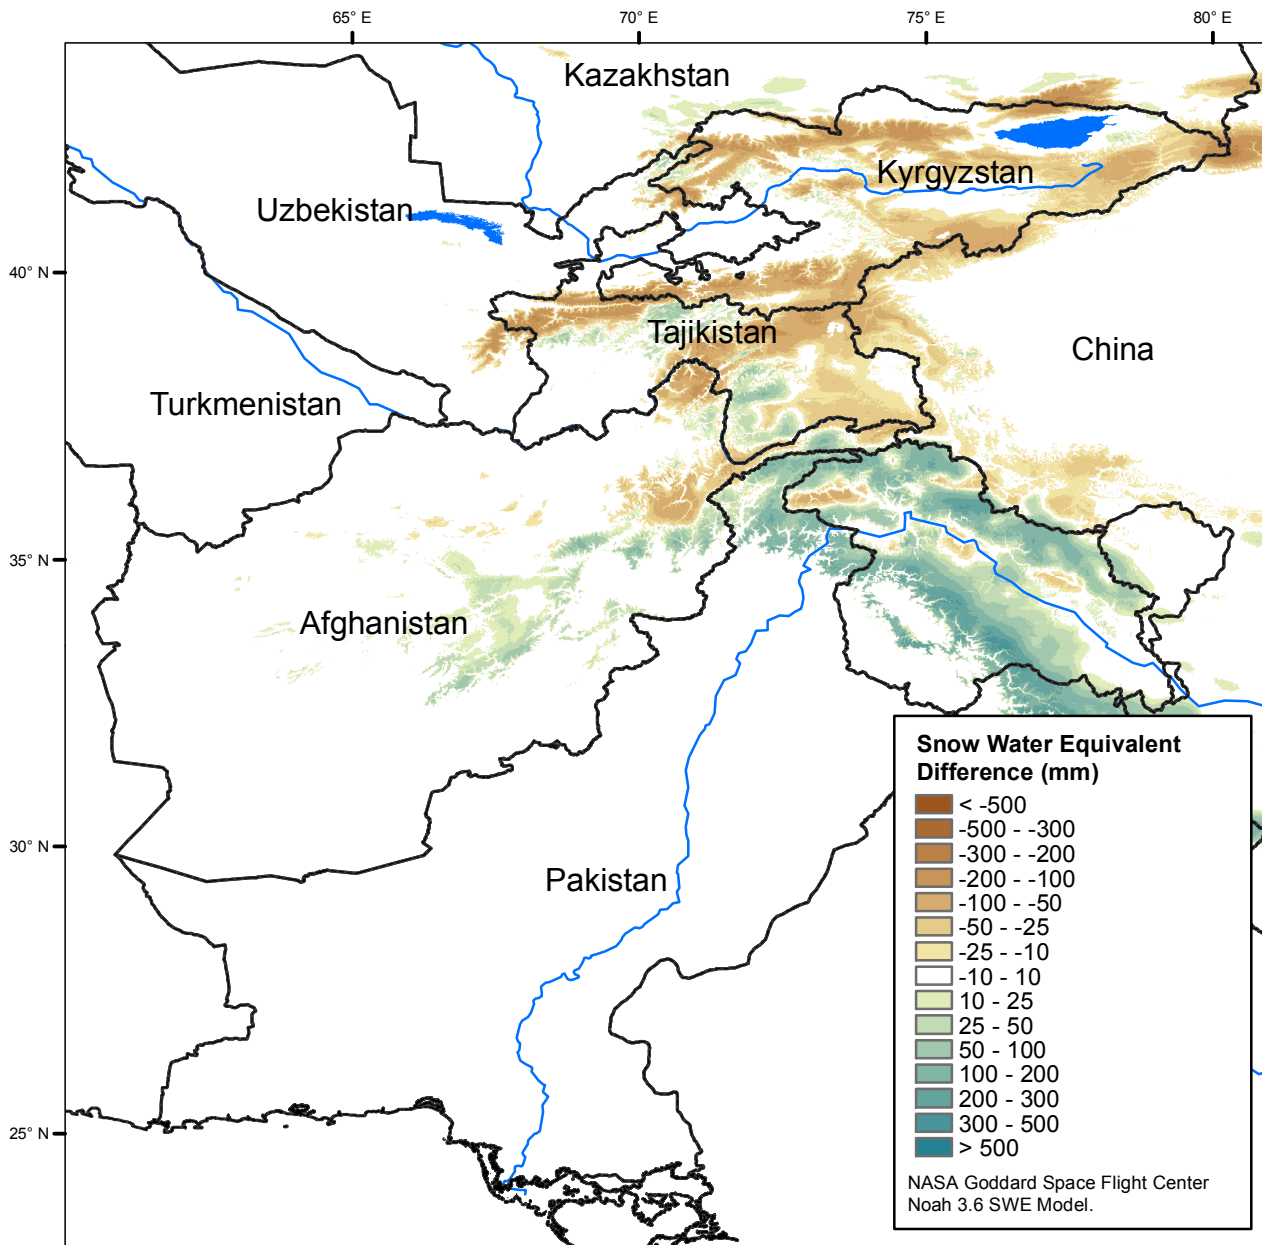 65° E
70° E
75° E
80° E
Kazakhstan
Kyrgyzstan
Uzbekistan
40° N
Tajikistan
China
Turkmenistan
35° N
Afghanistan
Snow Water Equivalent
Difference (mm)
< -500
-500 - -300
-300 - -200
-200 - -100
-100 - -50
-50 - -25
-25 - -10
-10 - 10
10 - 25
25 - 50
50 - 100
100 - 200
200 - 300
300 - 500
> 500
30° N
Pakistan
25° N
NASA Goddard Space Flight Center
Noah 3.6 SWE Model.